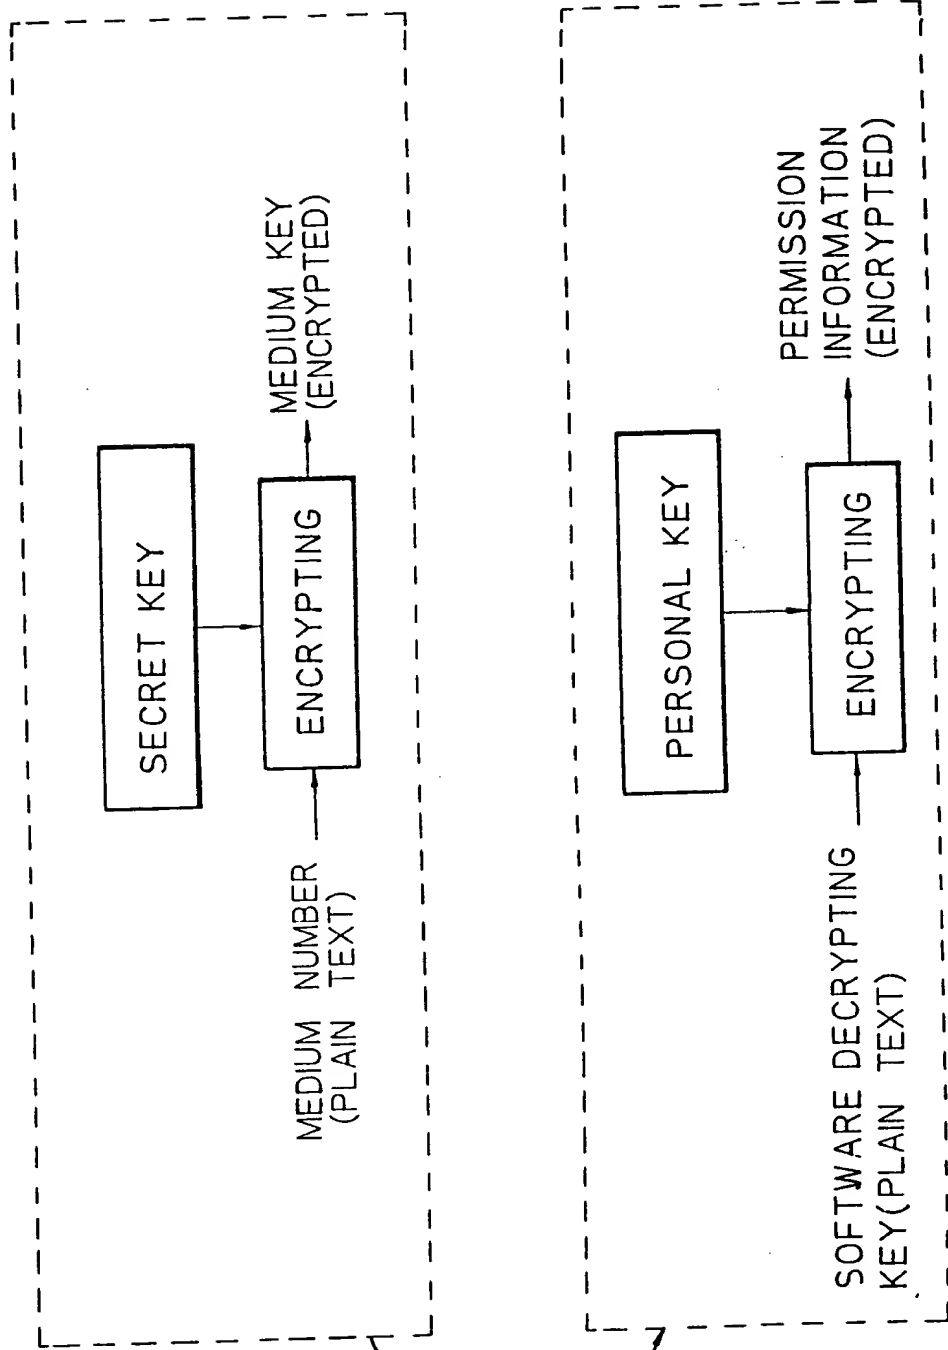 SECRET KEY
MEDIUM NUMBER
(PLAIN TEXT)
ENCRYPTING
MEDIUM KEY
(ENCRYPTED)
PERSONAL KEY
SOFTWARE DECRYPTING
KEY(PLAIN TEXT)
ENCRYPTING
PERMISSION
INFORMATION
(ENCRYPTED)